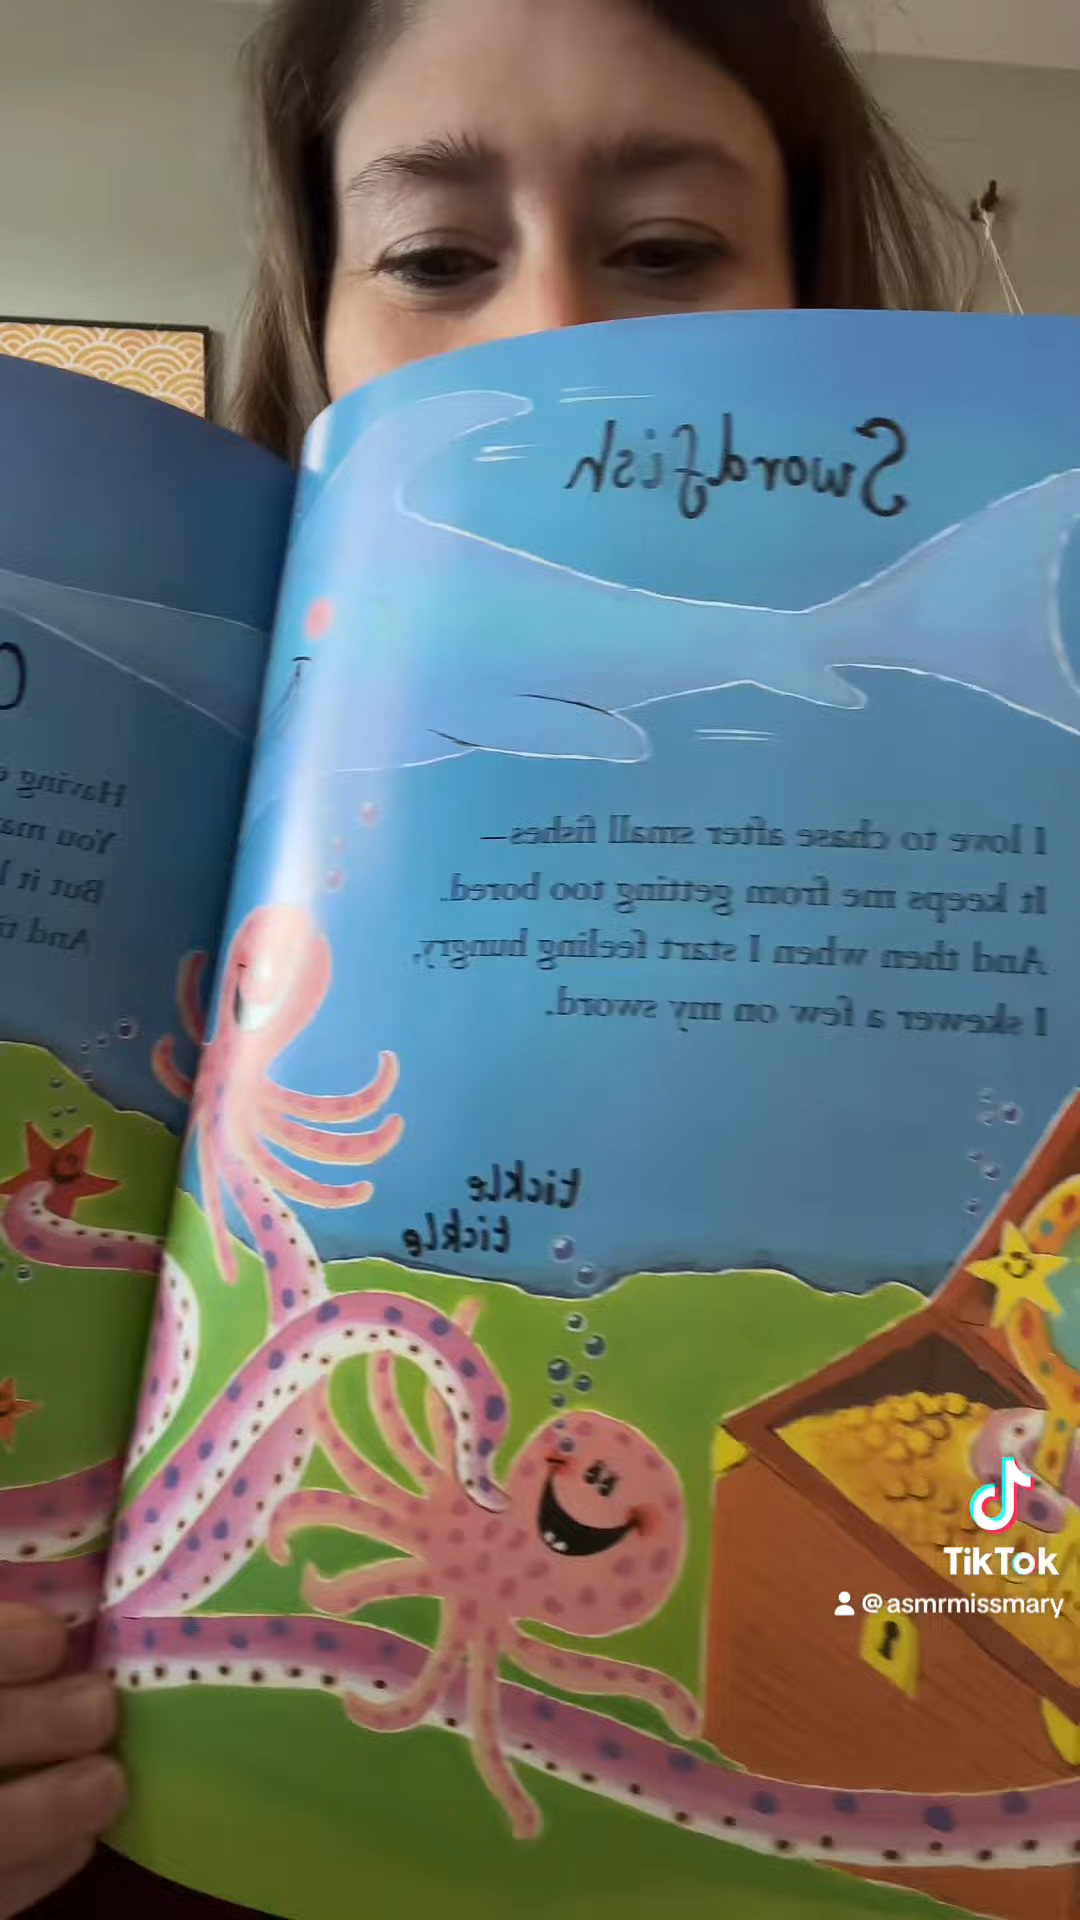 Swordfish
I love to chase after small fishes—
It keeps me from getting too bored.
And then when I start feeling hungry,
I skewer a few on my sword.
tickle
tickle
Having
You
But it
And
TikTok
@asmrmissmary